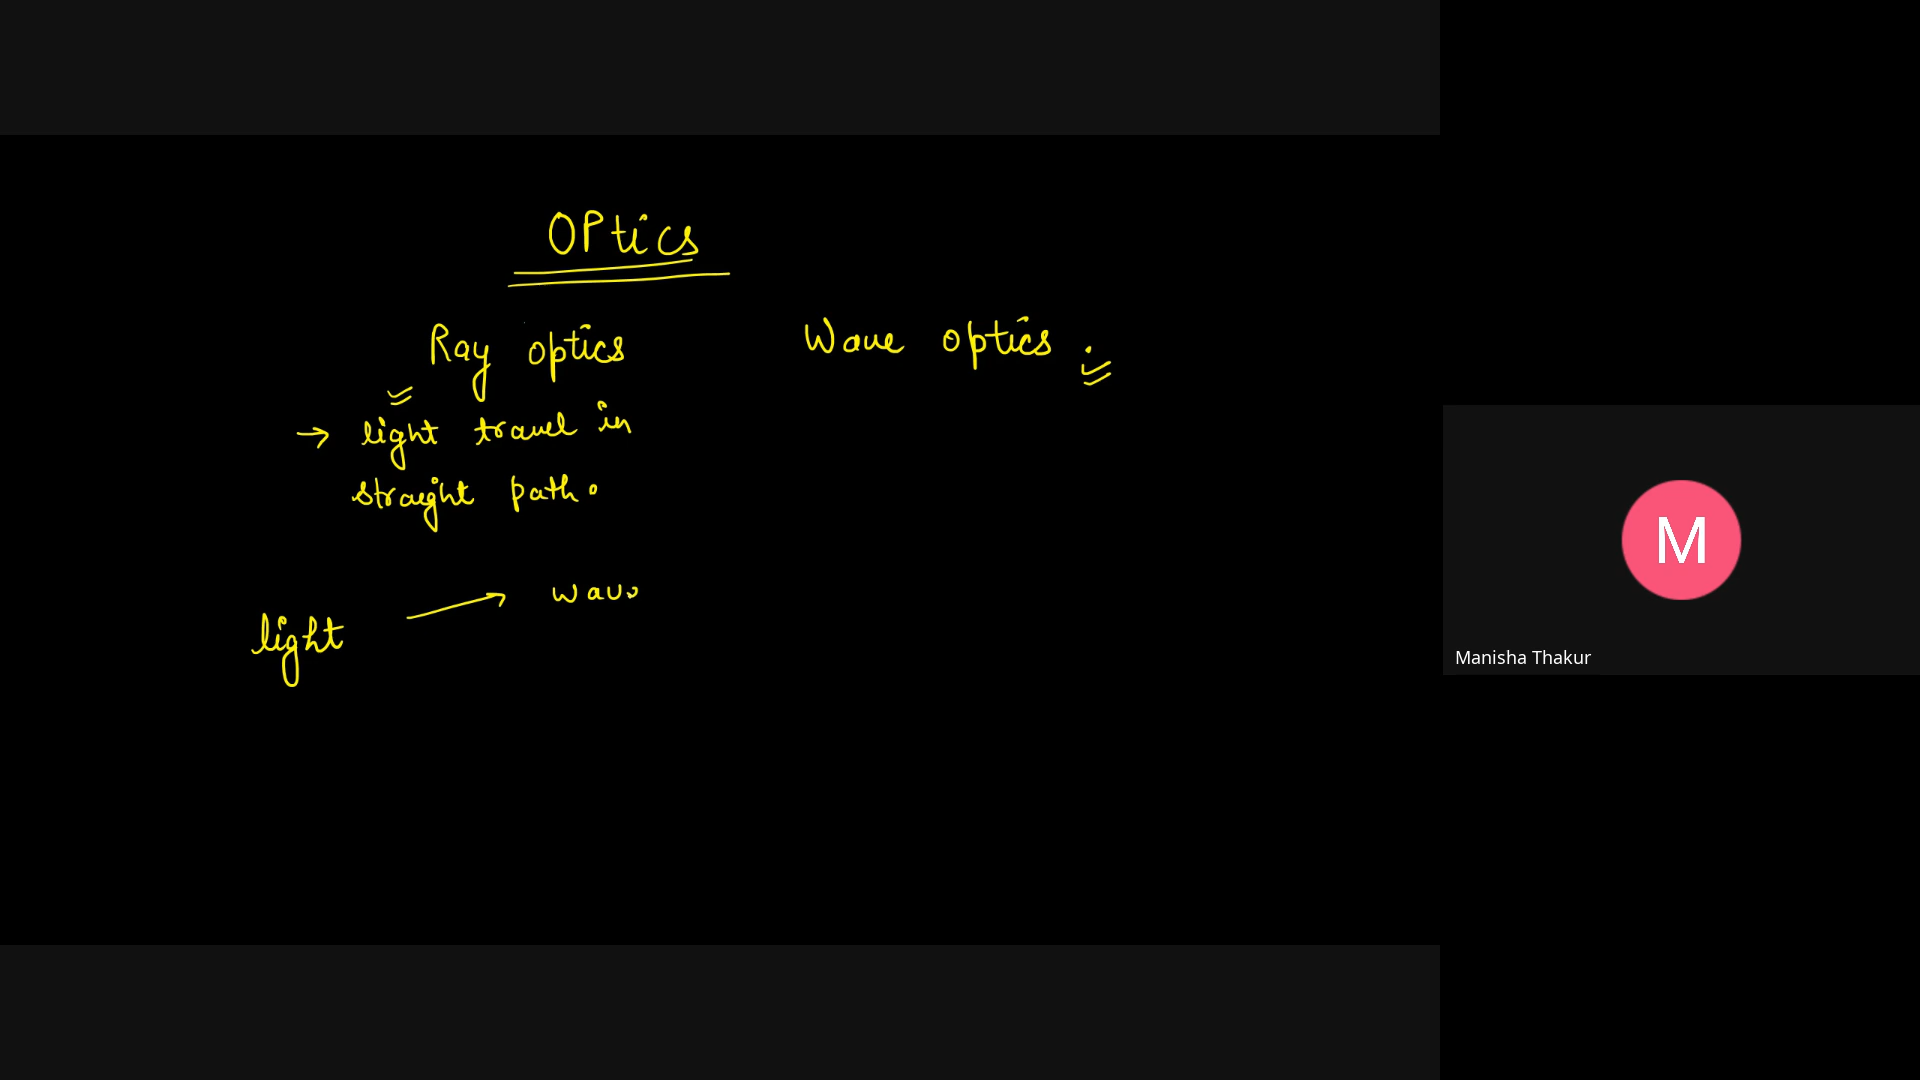 OPtics
Ray optics
Wave optics.
→ light travel in
straight path.
light → wave
M
Manisha Thakur